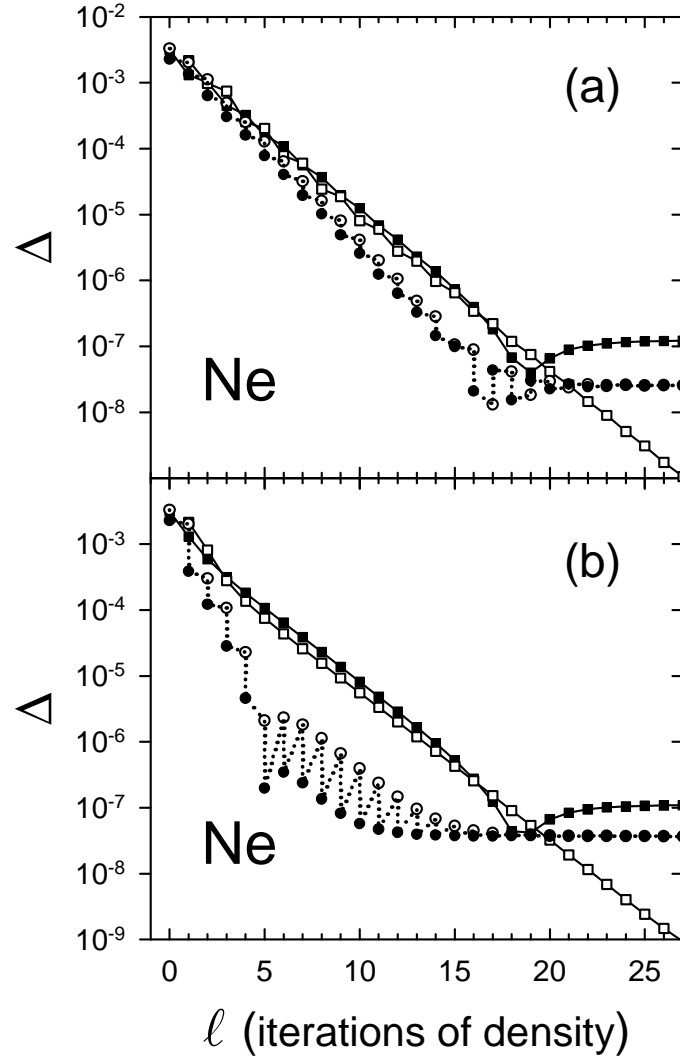 10⁻²
10⁻³
(a)
10⁻⁴
10⁻⁵
Δ
10⁻⁶
10⁻⁷
Ne
10⁻⁸
10⁻³
(b)
10⁻⁴
10⁻⁵
Δ
10⁻⁶
10⁻⁷
Ne
10⁻⁸
10⁻⁹
0 5 10 15 20 25
ℓ (iterations of density)